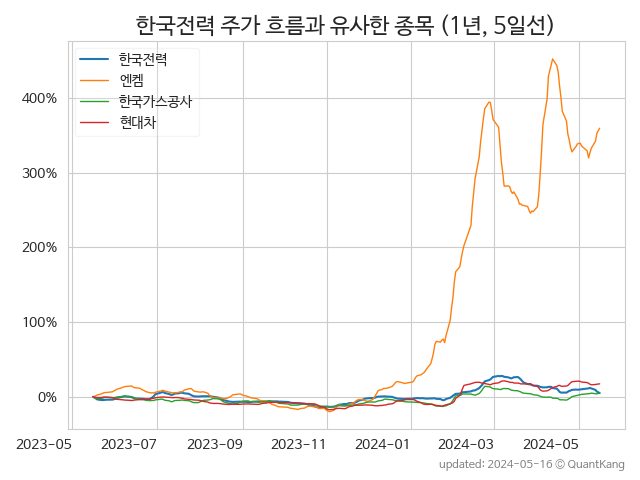 한국전력 주가 흐름과 유사한 종목 (1년, 5일선)
한국전력
엔켐
한국가스공사
현대차
400%
300%
200%
100%
0%
2023-05 2023-07 2023-09 2023-11 2024-01 2024-03 2024-05
updated: 2024-05-16 © QuantKang